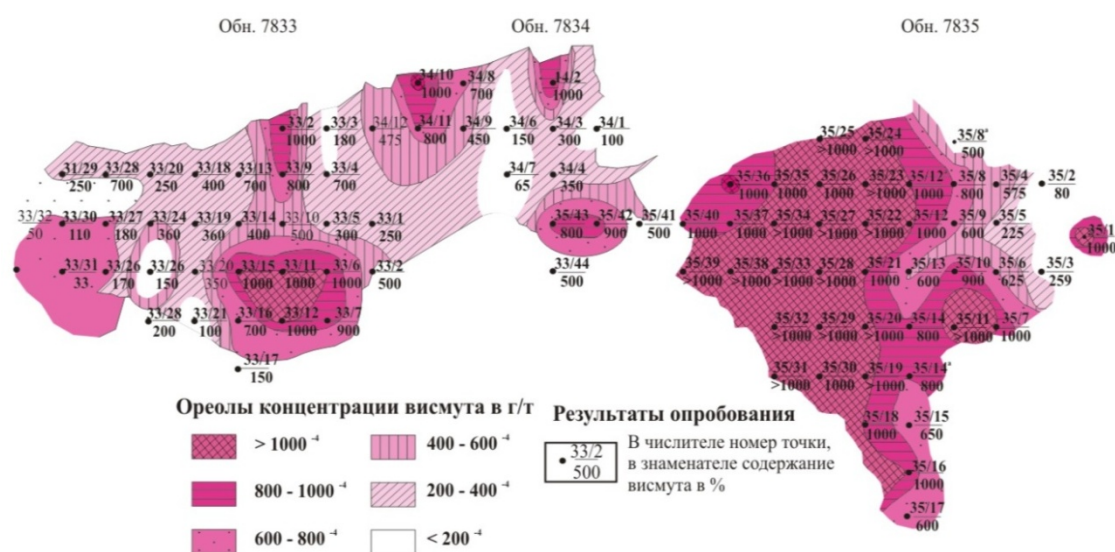 Обн. 7833
Обн. 7834
Обн. 7835
34/10 34/8 14/2
1000 700 1000
33/2 33/3 34/12 34/11 34/9 34/6 34/3 34/1
1000 180 475 800 450 150 300 100
31/29 33/28 33/20 33/18 33/13 33/9 33/4 34/7 34/4
250 700 250 400 700 800 700 65 350
33/32 33/30 33/27 33/24 33/19 33/14 33/10 33/5 33/1 35/43 35/42 35/41
50 110 180 360 360 400 500 300 250 800 900 500
33/31 33/26 33/26 33/20 33/15 33/11 33/6 33/2 33/44
33 170 150 350 1000 1000 1000 500 500
33/28 33/21 33/16 33/12 33/7
200 100 700 1000 900
33/17
150
35/25 35/24 35/8*
>1000 >1000 500
35/36 35/35 35/26 35/23 35/12* 35/8 35/4 35/2
1000 1000 1000 >1000 1000 800 575 80
35/40 35/37 35/34 35/27 35/22 35/12 35/9 35/5 35/1
1000 1000 >1000 >1000 >1000 1000 600 225 1000
35/39 35/38 35/33 35/28 35/21 35/13 35/10 35/6 35/3
>1000 >1000 >1000 >1000 1000 600 900 625 259
35/32 35/29 35/20 35/14 35/11 35/7
>1000 >1000 >1000 800 >1000 1000
35/31 35/30 35/19 35/14*
>1000 1000 >1000 800
35/18 35/15
1000 650
35/16
1000
35/17
600
Ореолы концентрации висмута в г/т
> 1000 -4
800 - 1000 -4
600 - 800 -4
400 - 600 -4
200 - 400 -4
< 200 -4
Результаты опробования
33/2
500
В числителе номер точки,
в знаменателе содержание
висмута в %